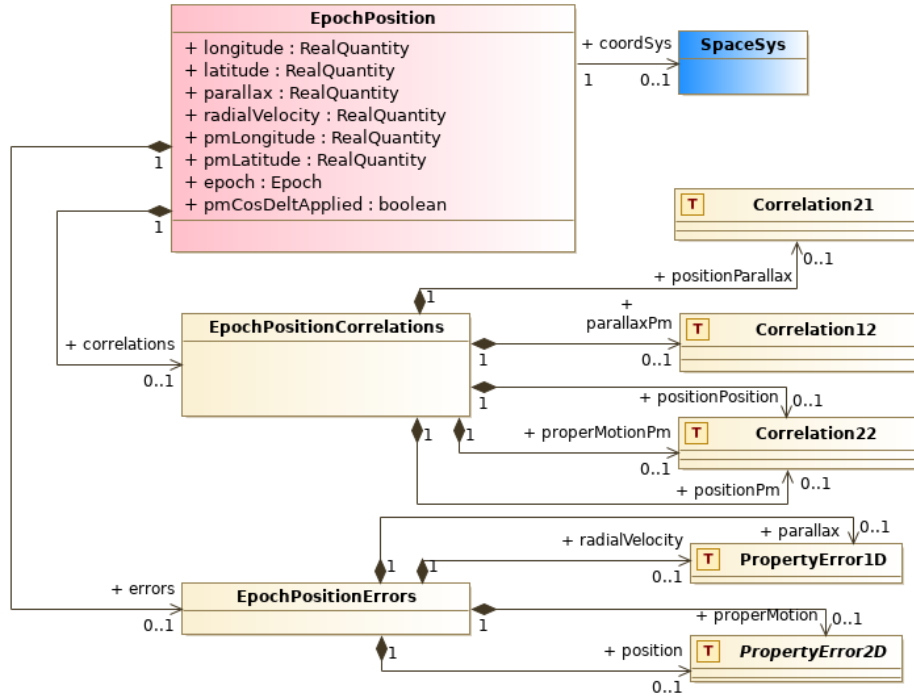 EpochPosition
+ longitude : RealQuantity
+ latitude : RealQuantity
+ parallax : RealQuantity
+ radialVelocity : RealQuantity
+ pmLongitude : RealQuantity
+ pmLatitude : RealQuantity
+ epoch : Epoch
+ pmCosDeltApplied : boolean
1
1
+ coordSys
1
0..1
SpaceSys
T
Correlation21
0..1
+ positionParallax
1
EpochPositionCorrelations
+ correlations
0..1
+
parallaxPm
1
0..1
T
Correlation12
1
+ positionPosition
0..1
1
1
+ properMotionPm
0..1
T
Correlation22
+ positionPm
0..1
+ errors
0..1
EpochPositionErrors
1
+ parallax
0..1
1
+ radialVelocity
0..1
T
PropertyError1D
1
+ properMotion
0..1
1
+ position
0..1
T
PropertyError2D